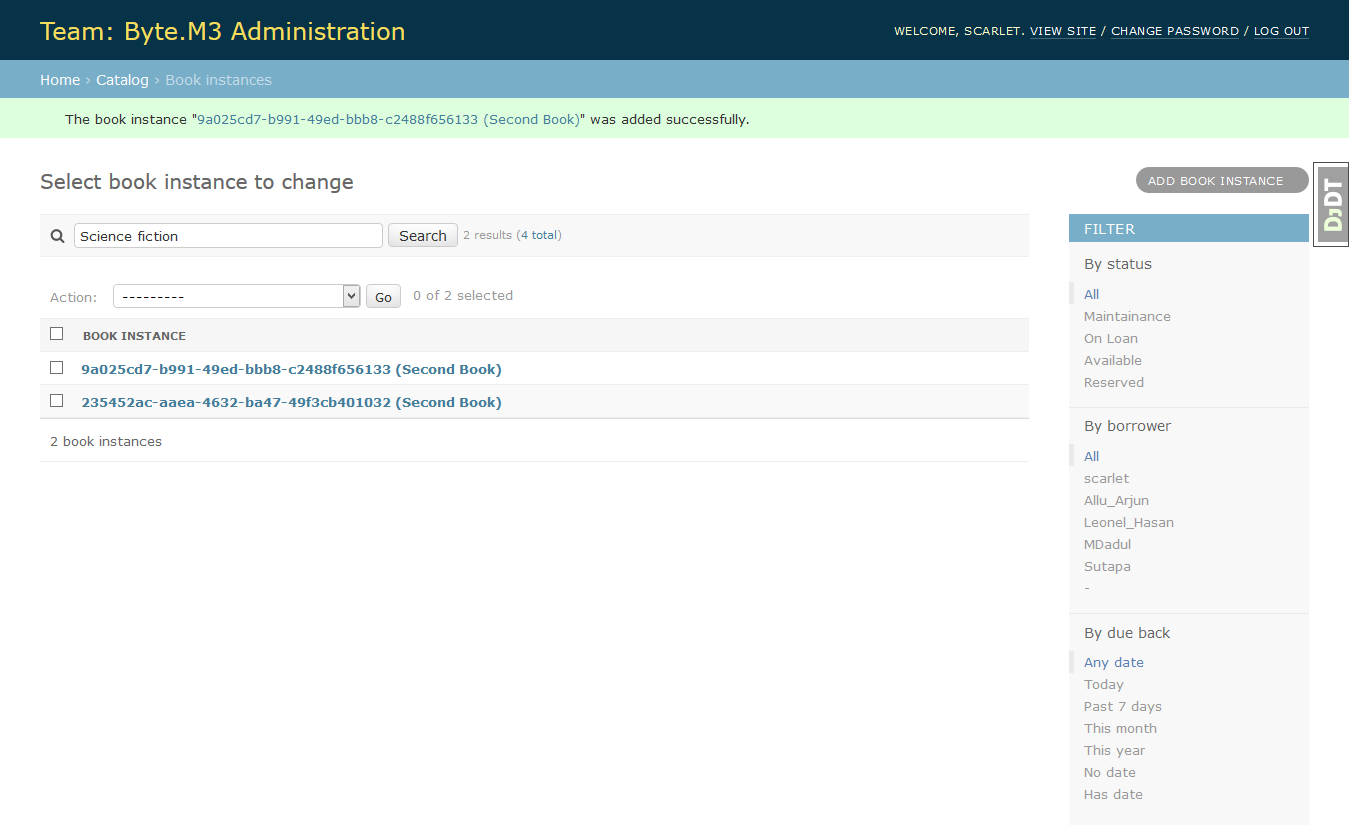 Team: Byte.M3 Administration
WELCOME, SCARLET. VIEW SITE / CHANGE PASSWORD / LOG OUT
Home › Catalog › Book instances
The book instance "9a025cd7-b991-49ed-bbb8-c2488f656133 (Second Book)" was added successfully.
Select book instance to change
ADD BOOK INSTANCE
DjDT
Science fiction
Search
2 results (4 total)
Action:
---------
Go
0 of 2 selected
BOOK INSTANCE
9a025cd7-b991-49ed-bbb8-c2488f656133 (Second Book)
235452ac-aaea-4632-ba47-49f3cb401032 (Second Book)
2 book instances
FILTER
By status
All
Maintainance
On Loan
Available
Reserved
By borrower
All
scarlet
Allu_Arjun
Leonel_Hasan
MDadul
Sutapa
-
By due back
Any date
Today
Past 7 days
This month
This year
No date
Has date